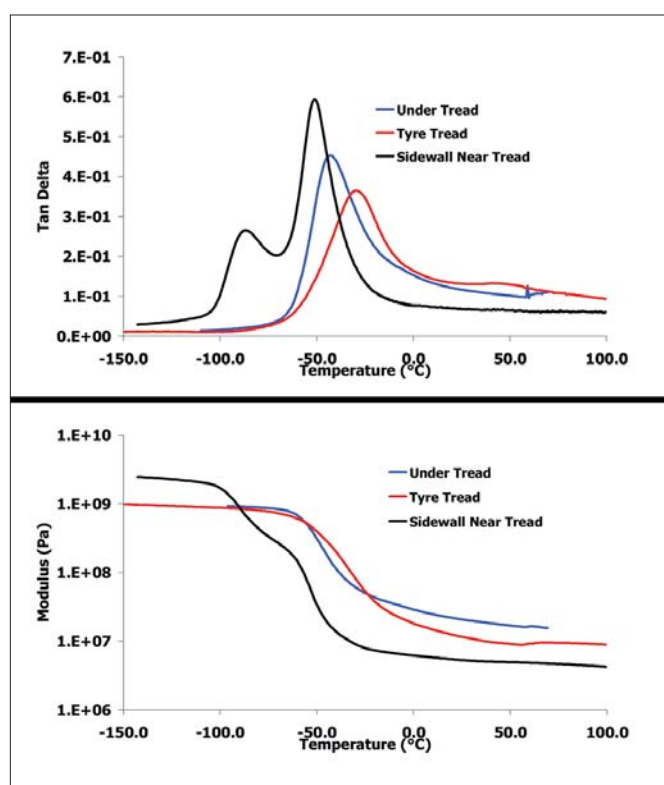 7.E-01
6.E-01
5.E-01
4.E-01
3.E-01
2.E-01
1.E-01
0.E+00
Tan Delta
Under Tread
Tyre Tread
Sidewall Near Tread
-150.0 -100.0 -50.0 0.0 50.0 100.0
Temperature (°C)
1.E+10
1.E+09
1.E+08
1.E+07
1.E+06
Modulus (Pa)
Under Tread
Tyre Tread
Sidewall Near Tread
-150.0 -100.0 -50.0 0.0 50.0 100.0
Temperature (°C)